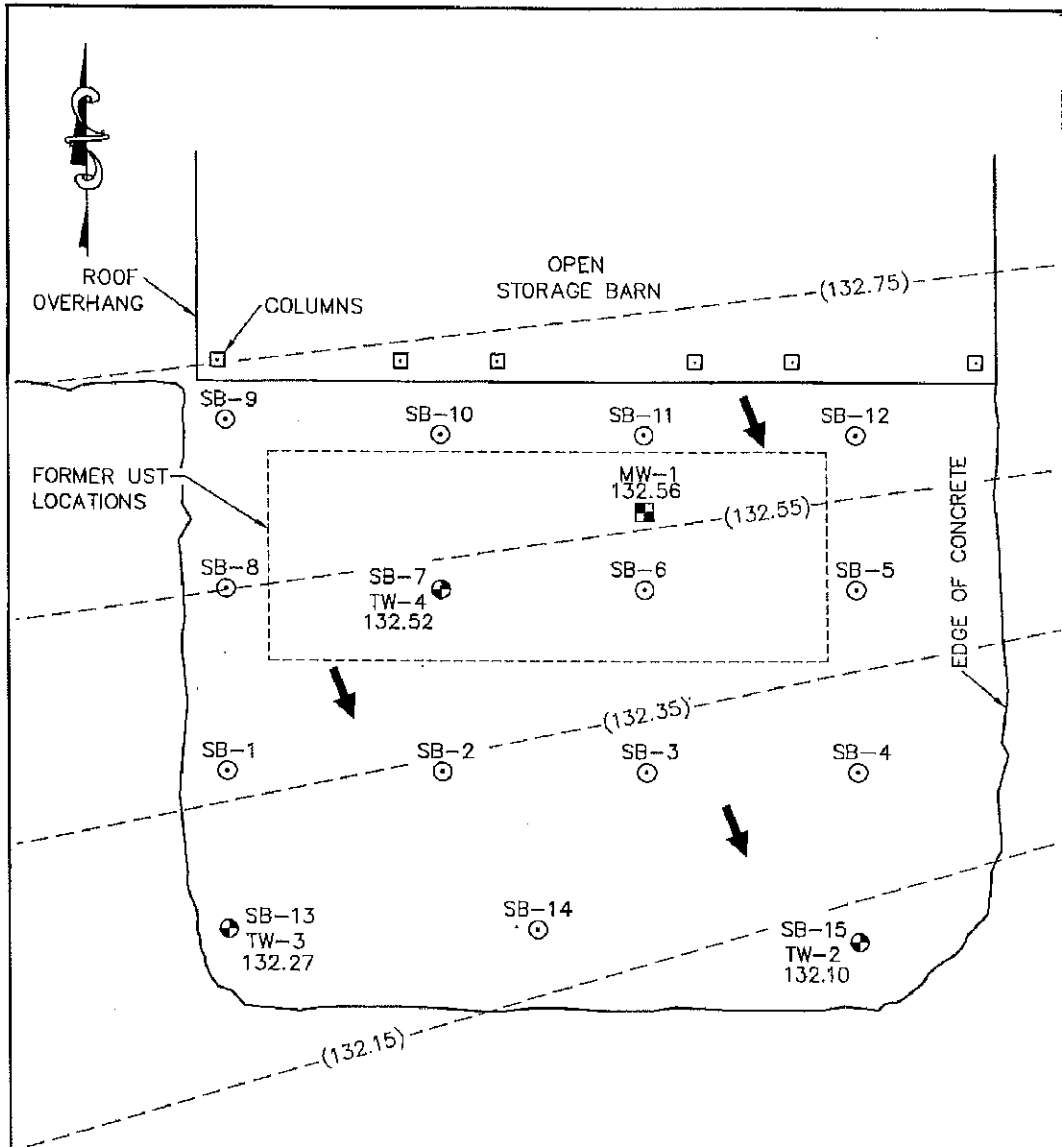 ROOF
OVERHANG
COLUMNS
OPEN
STORAGE BARN
(132.75)
SB-9
SB-10
SB-11
SB-12
FORMER UST
LOCATIONS
MW-1
132.56
(132.55)
EDGE OF CONCRETE
SB-8
SB-7
TW-4
132.52
SB-6
SB-5
(132.35)
SB-1
SB-2
SB-3
SB-4
SB-13
TW-3
132.27
SB-14
SB-15
TW-2
132.10
(132.15)